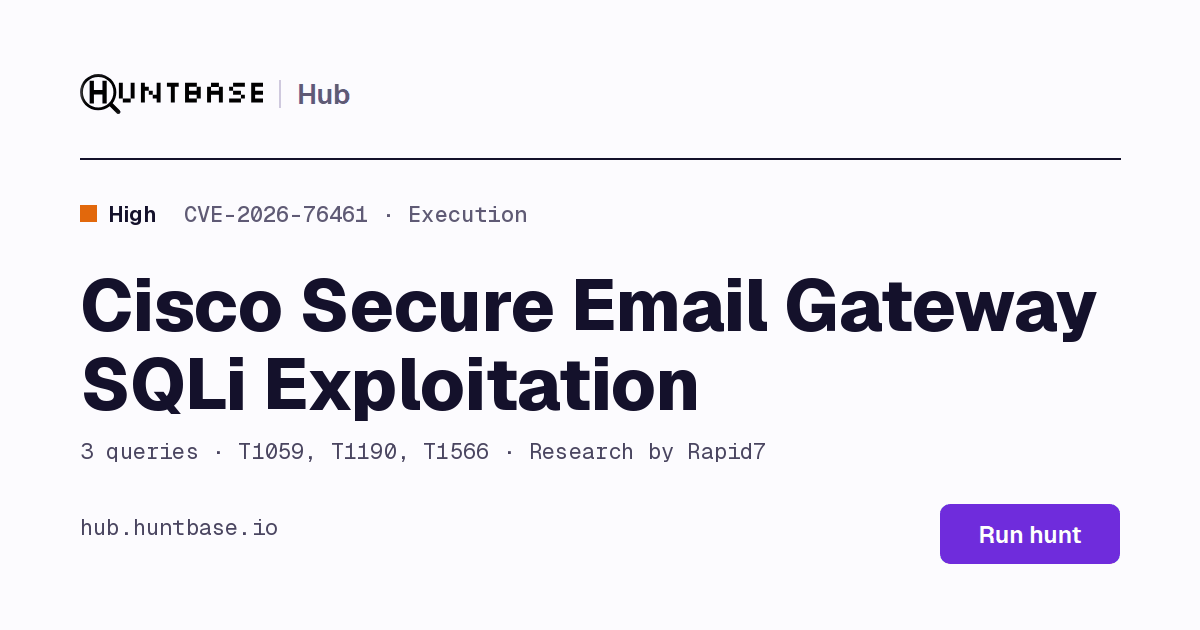 HUNTBASE | Hub
High CVE-2026-76461 · Execution
Cisco Secure Email Gateway
SQLi Exploitation
3 queries · T1059, T1190, T1566 · Research by Rapid7
hub.huntbase.io
Run hunt